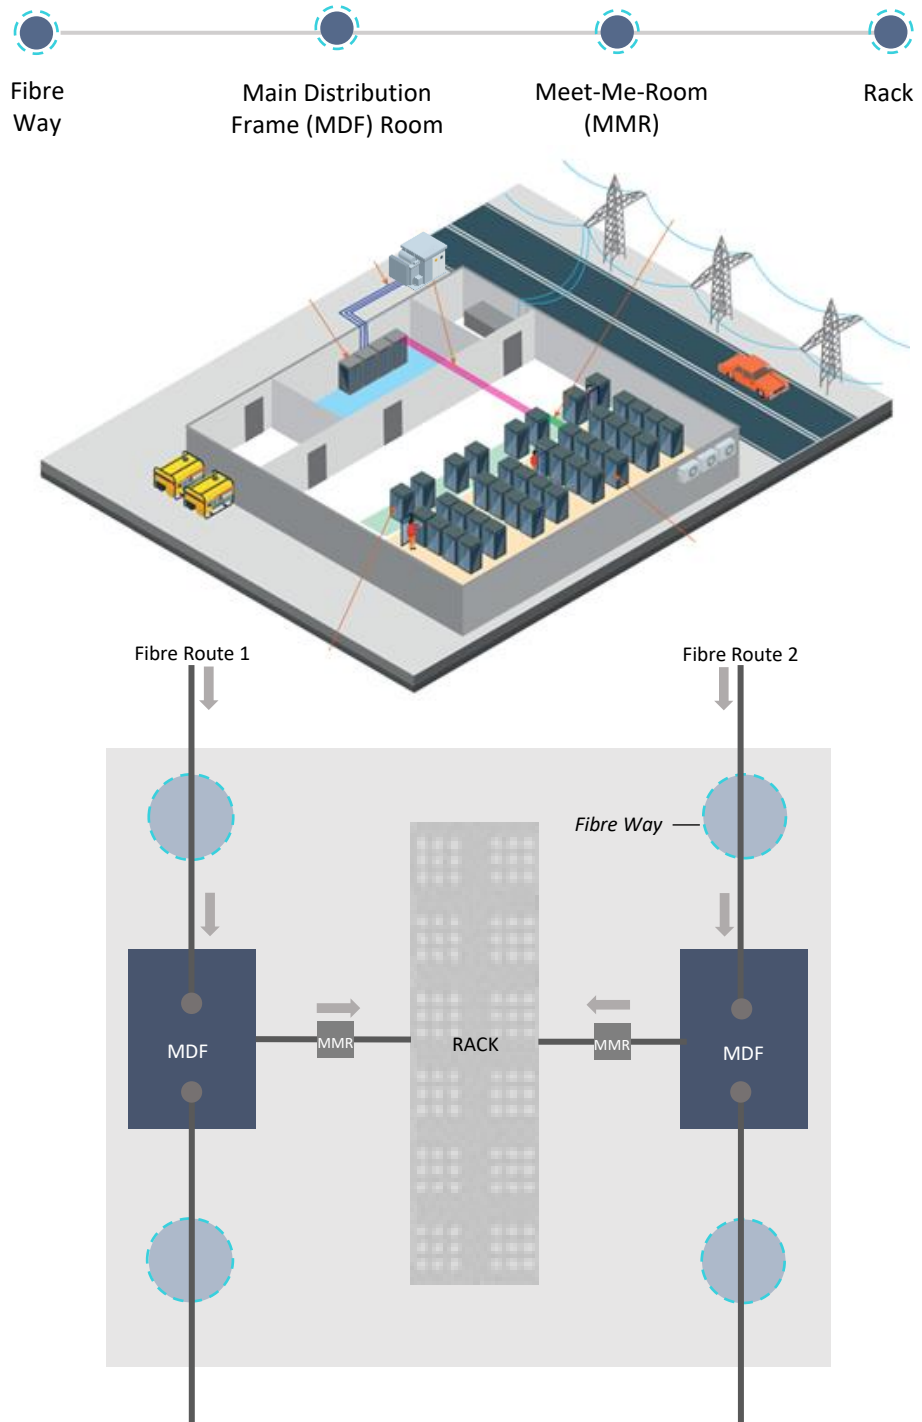 Fibre
Way
Main Distribution
Frame (MDF) Room
Meet-Me-Room
(MMR)
Rack
Fibre Route 1
Fibre Route 2
Fibre Way
MDF
MMR
RACK
MMR
MDF